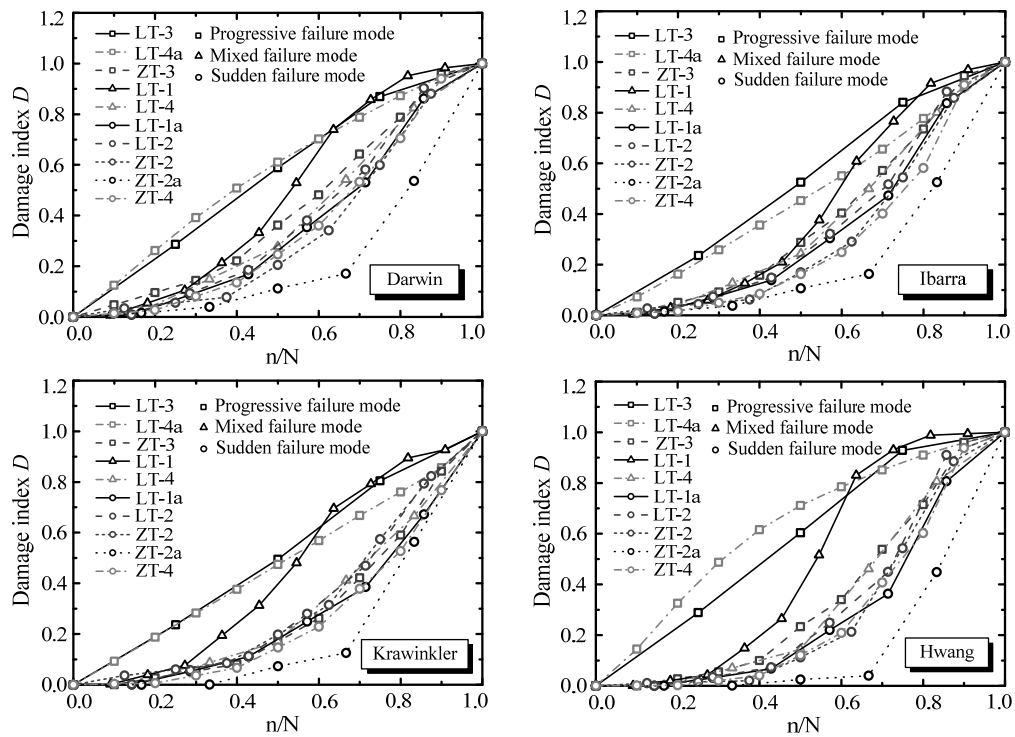 1.2
1.0
0.8
0.6
0.4
0.2
0.0
Damage index D
LT-3
LT-4a
ZT-3
LT-1
LT-4
LT-1a
LT-2
ZT-2
ZT-2a
ZT-4
Progressive failure mode
Mixed failure mode
Sudden failure mode
Darwin
0.0 0.2 0.4 0.6 0.8 1.0
n/N
1.2
1.0
0.8
0.6
0.4
0.2
0.0
Damage index D
LT-3
LT-4a
ZT-3
LT-1
LT-4
LT-1a
LT-2
ZT-2
ZT-2a
ZT-4
Progressive failure mode
Mixed failure mode
Sudden failure mode
Ibarra
0.0 0.2 0.4 0.6 0.8 1.0
n/N
1.2
1.0
0.8
0.6
0.4
0.2
0.0
Damage index D
LT-3
LT-4a
ZT-3
LT-1
LT-4
LT-1a
LT-2
ZT-2
ZT-2a
ZT-4
Progressive failure mode
Mixed failure mode
Sudden failure mode
Krawinkler
0.0 0.2 0.4 0.6 0.8 1.0
n/N
1.2
1.0
0.8
0.6
0.4
0.2
0.0
Damage index D
LT-3
LT-4a
ZT-3
LT-1
LT-4
LT-1a
LT-2
ZT-2
ZT-2a
ZT-4
Progressive failure mode
Mixed failure mode
Sudden failure mode
Hwang
0.0 0.2 0.4 0.6 0.8 1.0
n/N